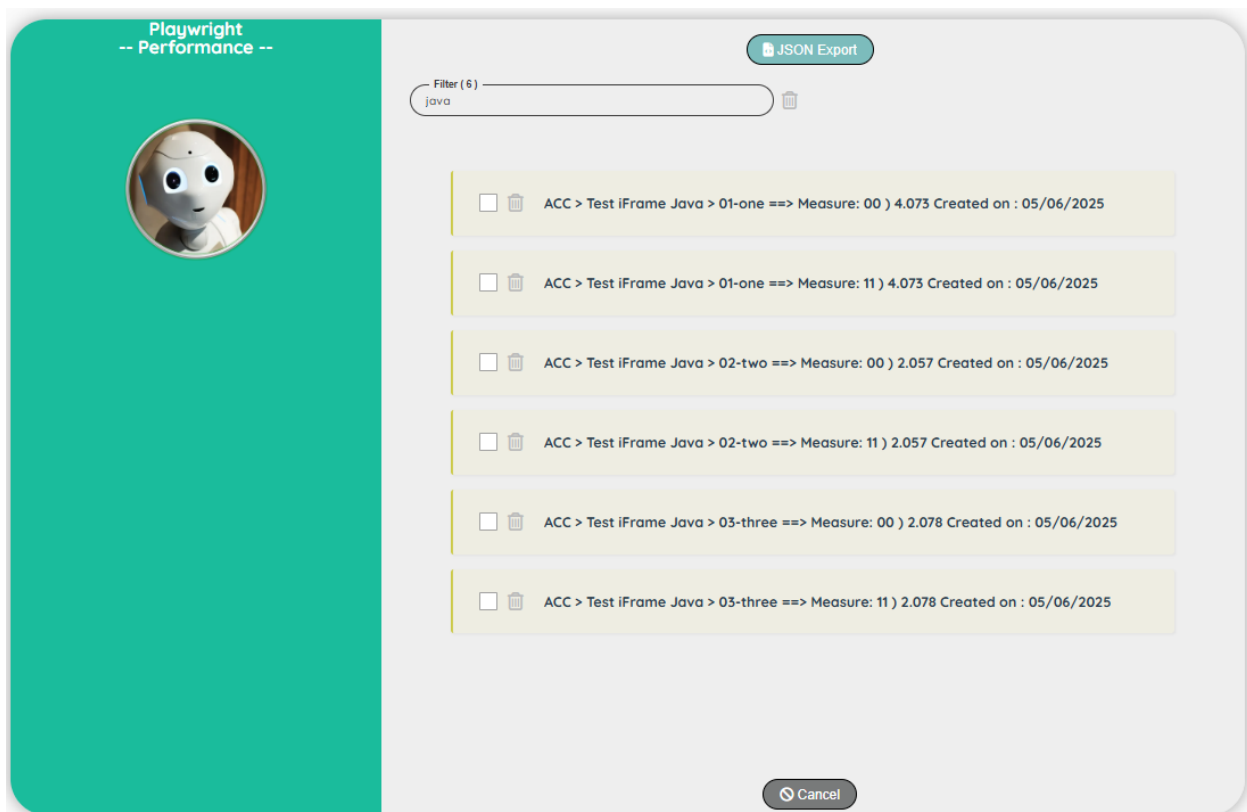 Playwright
-- Performance --
JSON Export
Filter ( 6 )
java
ACC > Test iFrame Java > 01-one ==> Measure: 00 ) 4.073 Created on : 05/06/2025
ACC > Test iFrame Java > 01-one ==> Measure: 11 ) 4.073 Created on : 05/06/2025
ACC > Test iFrame Java > 02-two ==> Measure: 00 ) 2.057 Created on : 05/06/2025
ACC > Test iFrame Java > 02-two ==> Measure: 11 ) 2.057 Created on : 05/06/2025
ACC > Test iFrame Java > 03-three ==> Measure: 00 ) 2.078 Created on : 05/06/2025
ACC > Test iFrame Java > 03-three ==> Measure: 11 ) 2.078 Created on : 05/06/2025
Cancel